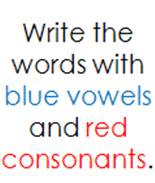 Write the
words with
blue vowels
and red
consonants.